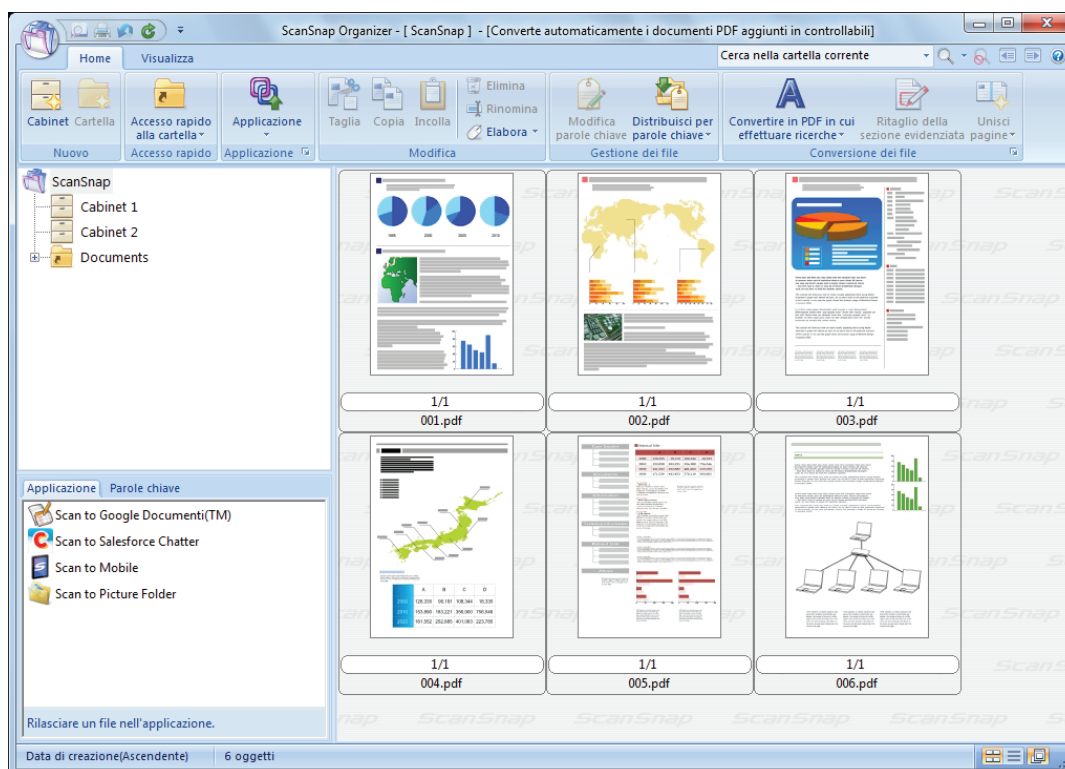 ScanSnap Organizer - [ ScanSnap ] - [Converte automaticamente i documenti PDF aggiunti in controllabili]
Home
Visualizza
Cerca nella cartella corrente
Cabinet
Cartella
Accesso rapido
alla cartella
Applicazione
Taglia
Copia
Incolla
Elimina
Rinomina
Elabora
Modifica
parole chiave
Distribuisci per
parole chiave
Convertire in PDF in cui
effettuare ricerche
Ritaglio della
sezione evidenziata
Unisci
pagine
Nuovo
Accesso rapido
Applicazione
Modifica
Gestione dei file
Conversione dei file
ScanSnap
Cabinet 1
Cabinet 2
Documents
1/1
001.pdf
1/1
002.pdf
1/1
003.pdf
1/1
004.pdf
1/1
005.pdf
1/1
006.pdf
Applicazione
Parole chiave
Scan to Google Documenti(TM)
Scan to Salesforce Chatter
Scan to Mobile
Scan to Picture Folder
Rilasciare un file nell'applicazione.
Data di creazione(Ascendente)
6 oggetti